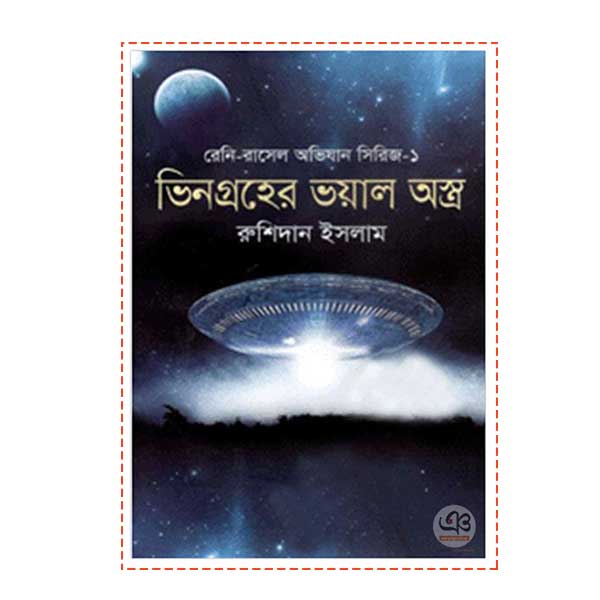 রেনি-রাসেল অভিযান সিরিজ-১
ভিনগ্রহের ভয়াল অস্ত্র
রুশিদান ইসলাম